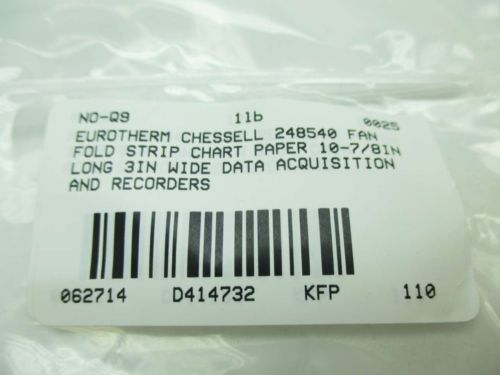 NO-Q9 11b 0025
EUROTHERM CHESSELL 248540 FAN
FOLD STRIP CHART PAPER 10-7/8IN
LONG 3IN WIDE DATA ACQUISITION
AND RECORDERS
062714 D414732 KFP 110